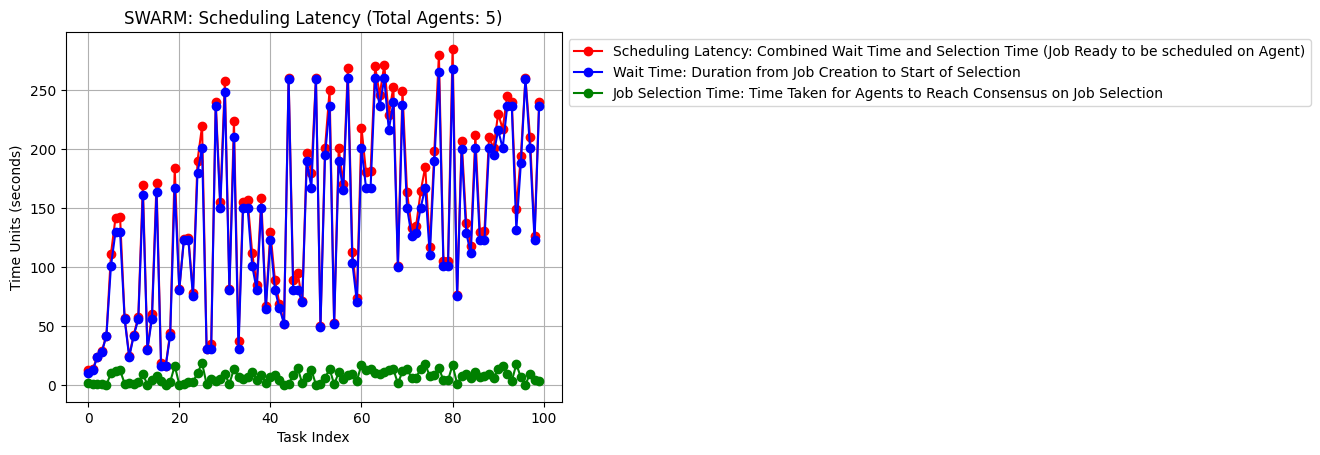 SWARM: Scheduling Latency (Total Agents: 5)
Scheduling Latency: Combined Wait Time and Selection Time (Job Ready to be scheduled on Agent)
Wait Time: Duration from Job Creation to Start of Selection
Job Selection Time: Time Taken for Agents to Reach Consensus on Job Selection
Time Units (seconds)
250
200
150
100
50
0
0 20 40 60 80 100
Task Index